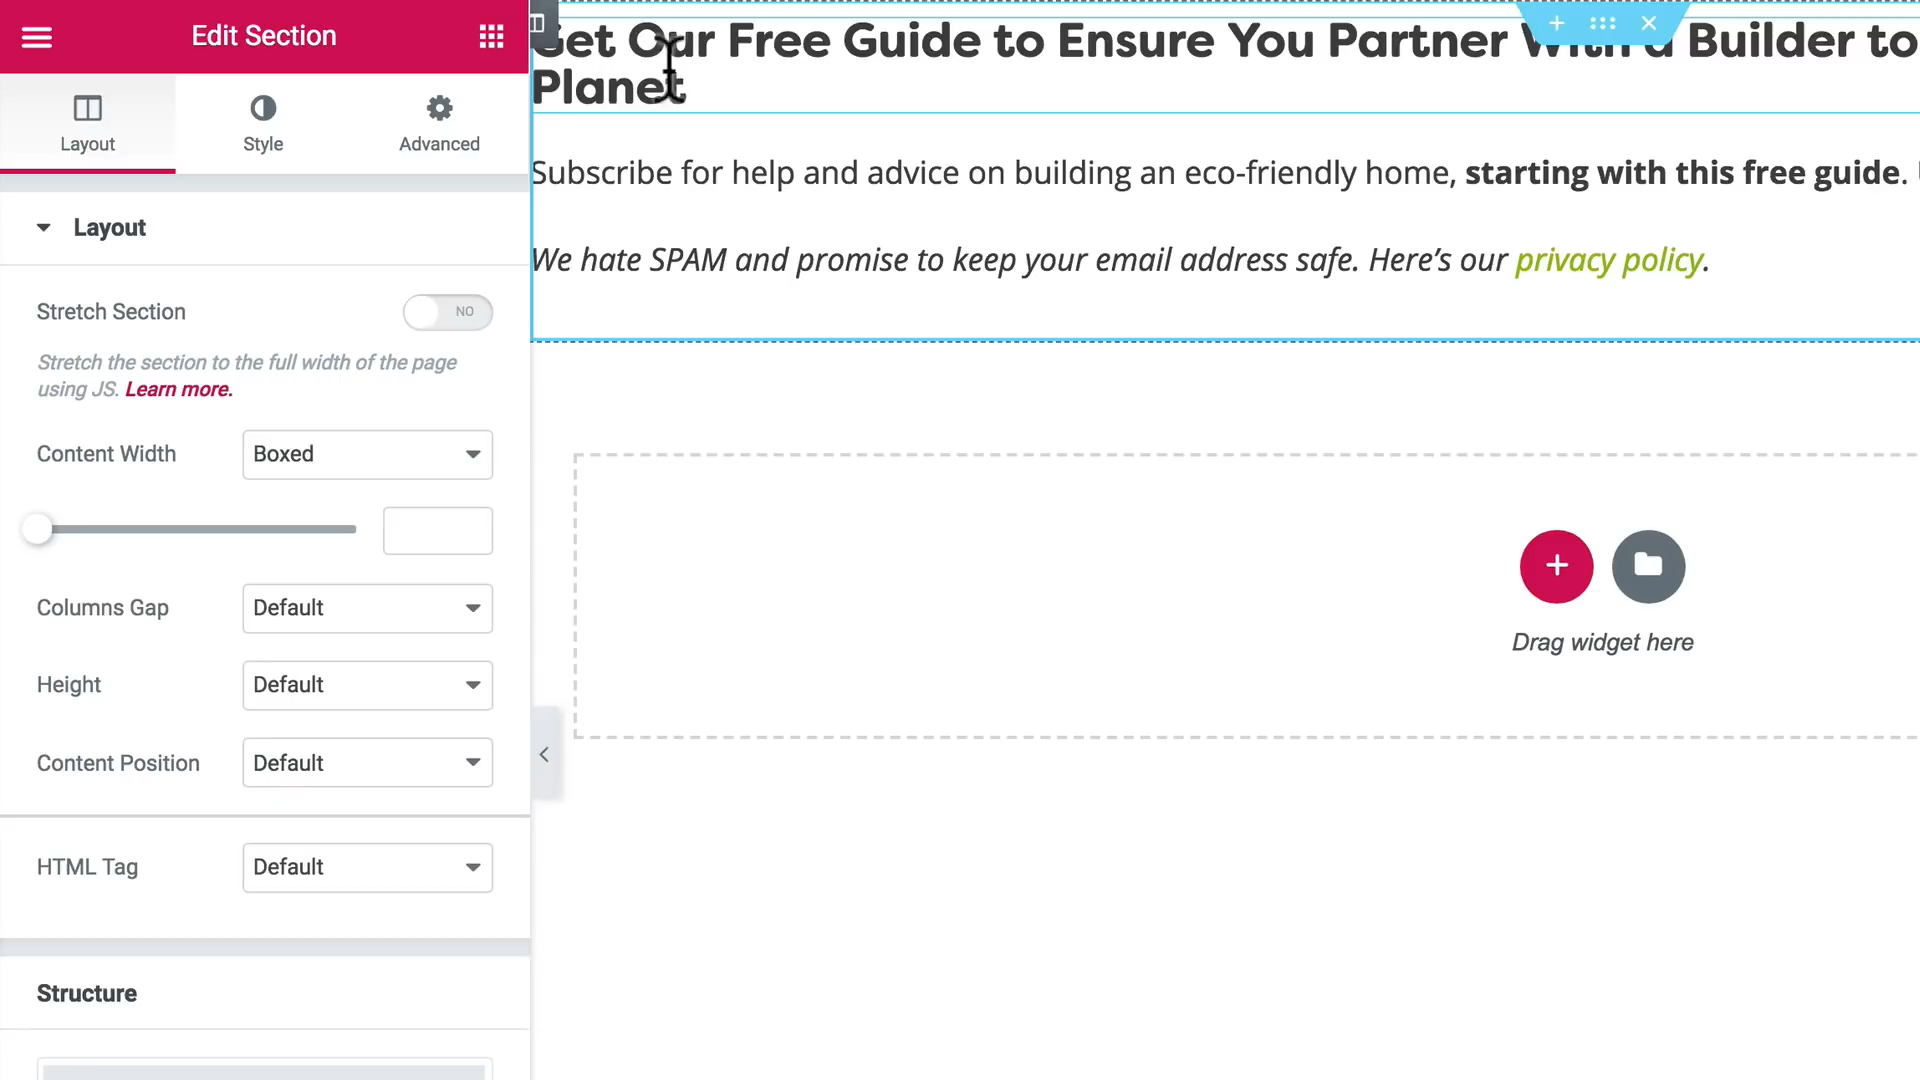 Edit Section
Layout
Style
Advanced
Layout
Stretch Section
NO
Stretch the section to the full width of the page
using JS. Learn more.
Content Width
Boxed
Columns Gap
Default
Height
Default
Content Position
Default
HTML Tag
Default
Structure
Get Our Free Guide to Ensure You Partner With a Builder to
Planet
Subscribe for help and advice on building an eco-friendly home, starting with this free guide.
We hate SPAM and promise to keep your email address safe. Here’s our privacy policy.
Drag widget here